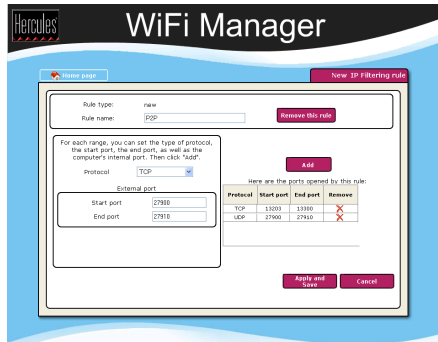 Hercules
WiFi Manager
Home page
New IP Filtering rule
Rule type: new
Rule name: P2P
Remove this rule
For each range, you can set the type of protocol,
the start port, the end port, as well as the
computer's internal port. Then click "Add".
Protocol TCP
External port
Start port 27900
End port 27910
Add
Here are the ports opened by this rule:
Protocol Start port End port Remove
TCP 13203 13300
UDP 27900 27910
Apply and
Save
Cancel